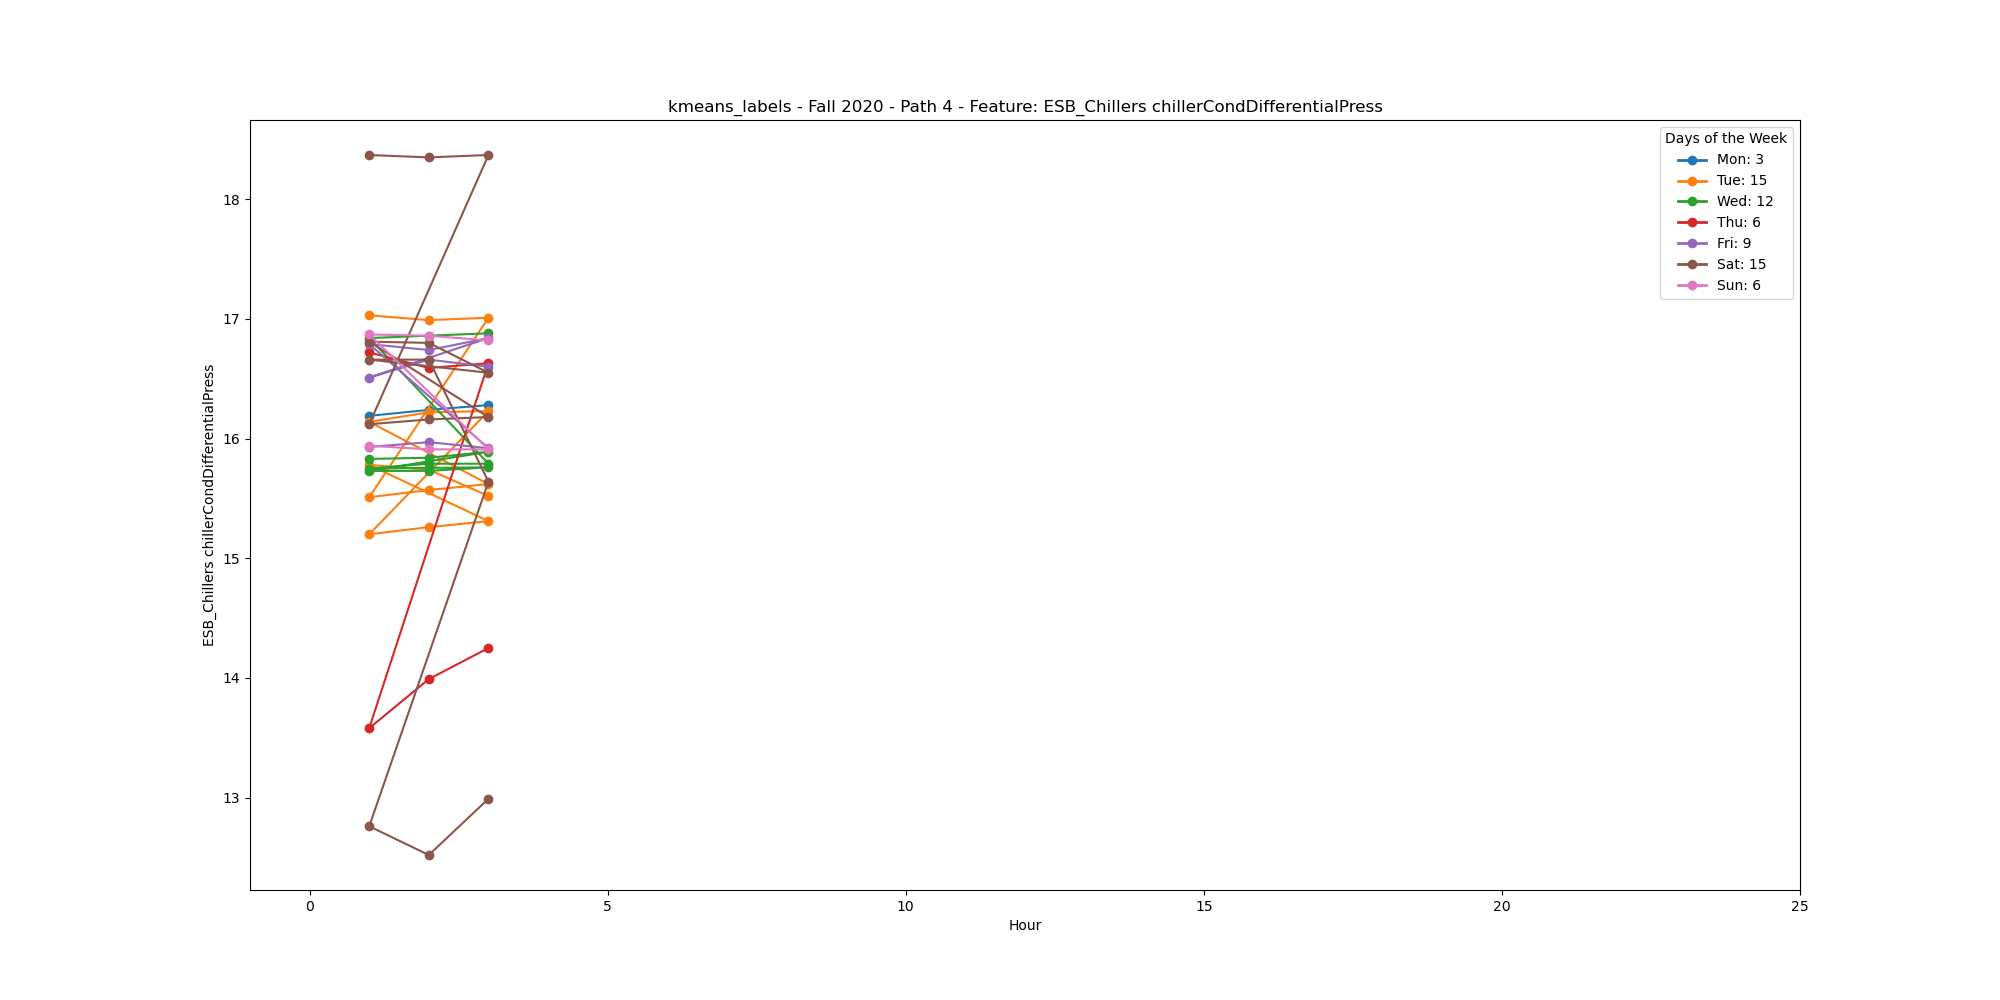 kmeans_labels - Fall 2020 - Path 4 - Feature: ESB_Chillers chillerCondDifferentialPress
Days of the Week
Mon: 3
Tue: 15
Wed: 12
Thu: 6
Fri: 9
Sat: 15
Sun: 6
ESB_Chillers chillerCondDifferentialPress
18
17
16
15
14
13
0 5 10 15 20 25
Hour